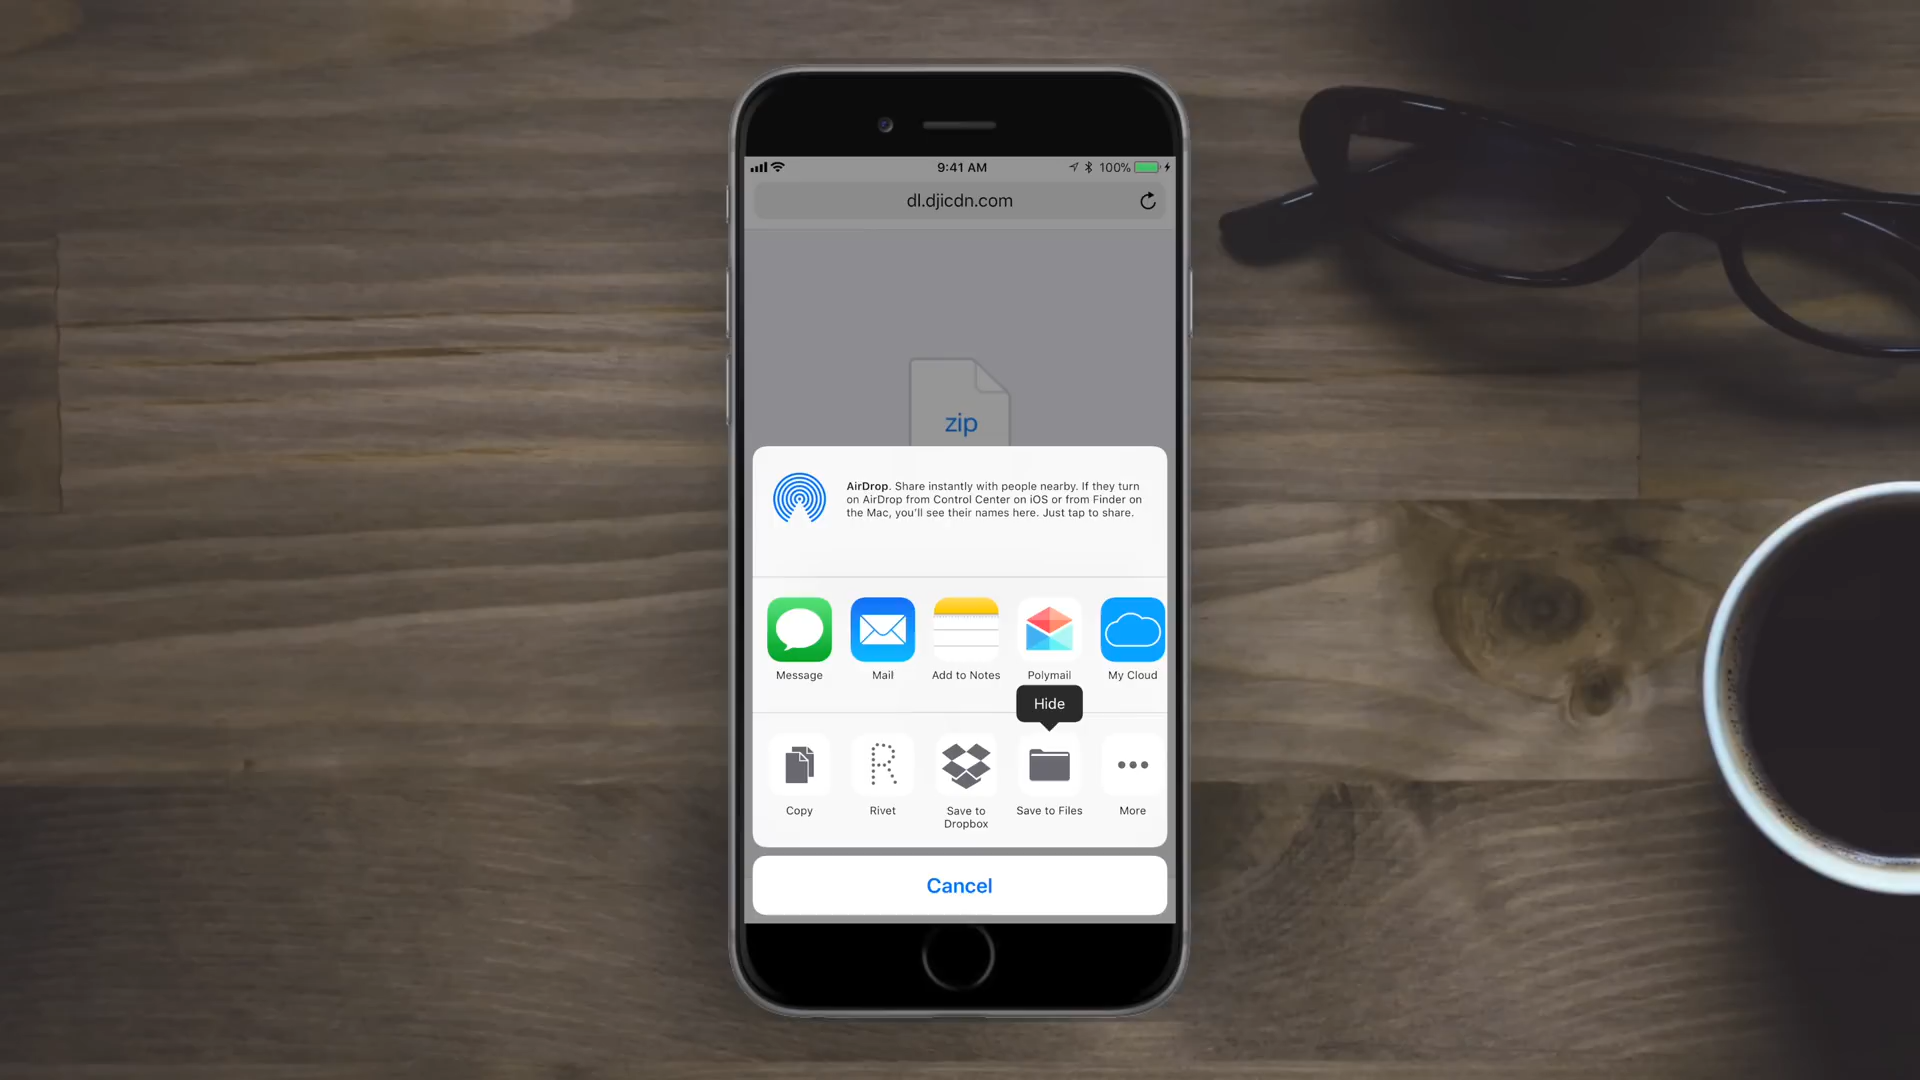 9:41 AM
100%
dl.djicdn.com
zip
AirDrop. Share instantly with people nearby. If they turn
on AirDrop from Control Center on iOS or from Finder on
the Mac, you'll see their names here. Just tap to share.
Message
Mail
Add to Notes
Polymail
My Cloud
Hide
Copy
Rivet
Save to
Dropbox
Save to Files
More
Cancel